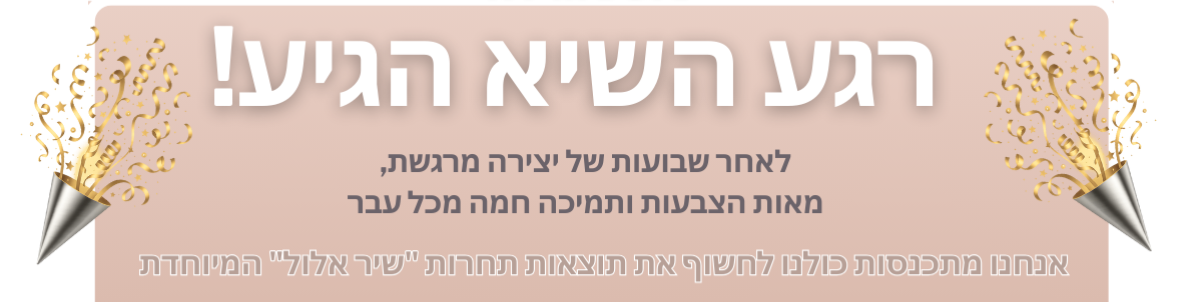 רגע השיא הגיע!
לאחר שבועות של יצירה מרגשת,
מאות הצבעות ותמיכה חמה מכל עבר
אנחנו מתכנסות כולנו לחשוף את תוצאות תחרות "שיר אלול" המיוחדת